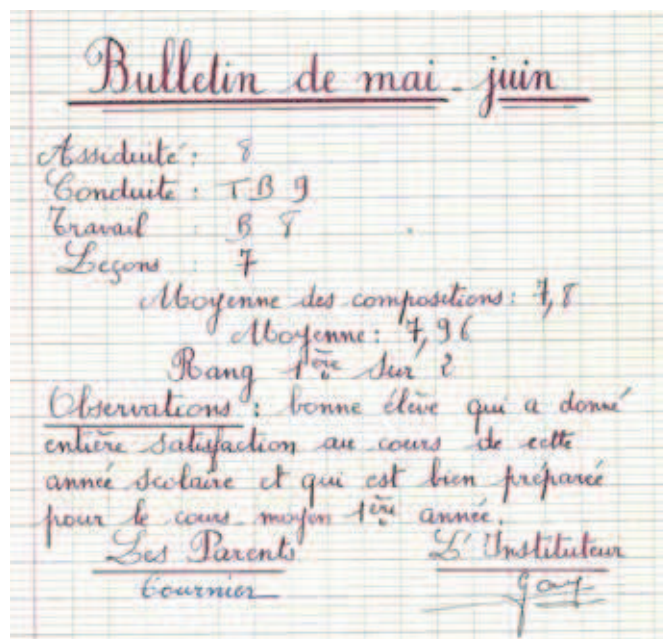 Bulletin de mai - juin
Assiduité : 8
Conduite : TB 9
Travail : B 8
Leçons : 7
Moyenne des compositions : 7,8
Moyenne : 7,96
Rang 1ère sur 2
Observations : bonne élève qui a donné
entière satisfaction au cours de cette
année scolaire et qui est bien préparée
pour le cours moyen 1ère année.
Les Parents L'Instituteur
Tournier Gay